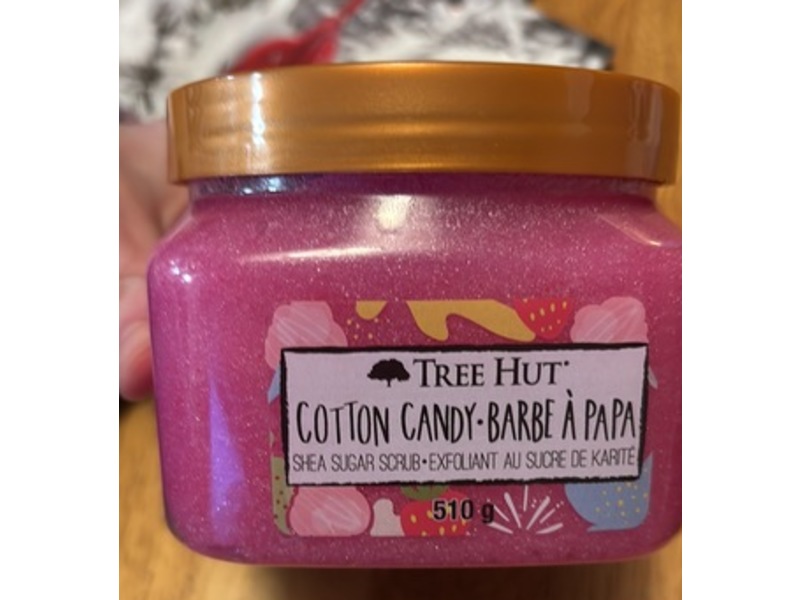 TREE HUT
COTTON CANDY • BARBE À PAPA
SHEA SUGAR SCRUB • EXFOLIANT AU SUCRE DE KARITÉ
510 g